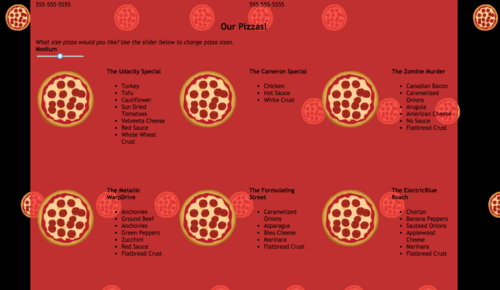 555-555-5555
555-555-5555
Our Pizzas!
What size pizza would you like? Use the slider below to change pizza sizes.
Medium
The Udacity Special
Turkey
Tofu
Cauliflower
Sun Dried
Tomatoes
Velveeta Cheese
Red Sauce
Whole Wheat
Crust
The Cameron Special
Chicken
Hot Sauce
White Crust
The Zombie Murder
Canadian Bacon
Caramelized
Onions
Arugula
American Cheese
No Sauce
Flatbread Crust
The Metallic
WarpDrive
Anchovies
Ground Beef
Anchovies
Green Peppers
Zucchini
Red Sauce
Flatbread Crust
The Formulating
Street
Caramelized
Onions
Asparagus
Bleu Cheese
Marinara
Flatbread Crust
The ElectricBlue
Roach
Chorizo
Banana Peppers
Sauteed Onions
Applewood
Cheese
Marinara
Flatbread Crust